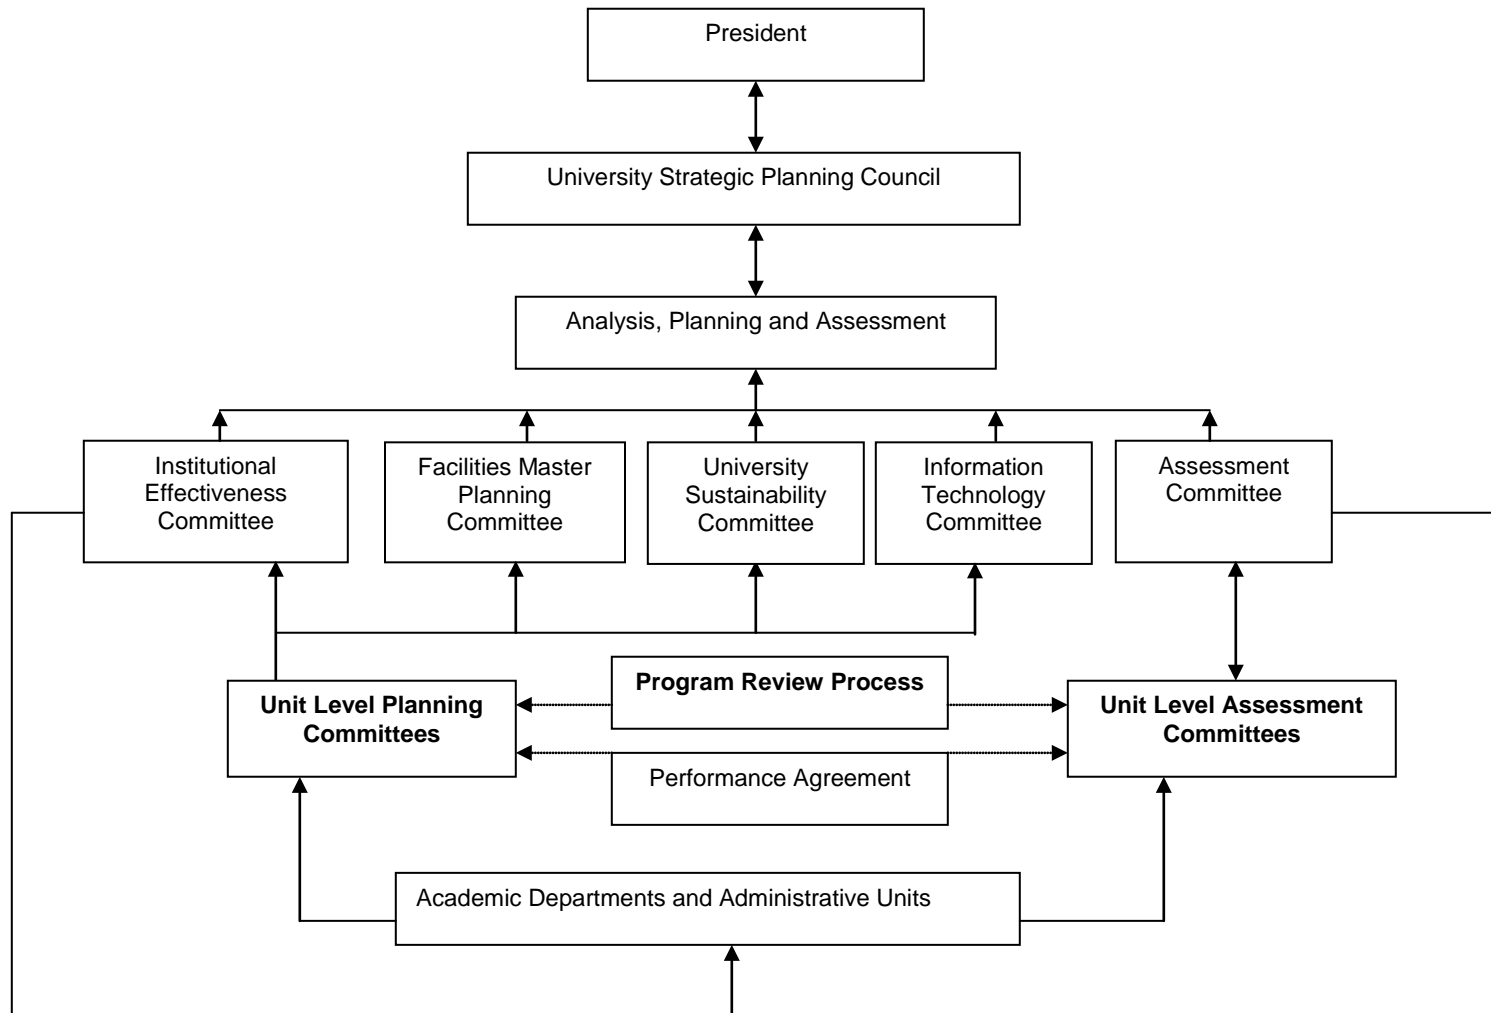 President
University Strategic Planning Council
Analysis, Planning and Assessment
Institutional
Effectiveness
Committee
Facilities Master
Planning
Committee
University
Sustainability
Committee
Information
Technology
Committee
Assessment
Committee
Unit Level Planning
Committees
Program Review Process
Unit Level Assessment
Committees
Performance Agreement
Academic Departments and Administrative Units